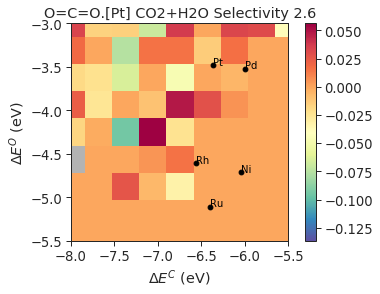 O=C=O.[Pt] CO2+H2O Selectivity 2.6
−3.0
−3.5
−4.0
−4.5
−5.0
−5.5
ΔE^O (eV)
Pt
Pd
Rh
Ni
Ru
−8.0 −7.5 −7.0 −6.5 −6.0 −5.5
ΔE^C (eV)
0.050
0.025
0.000
−0.025
−0.050
−0.075
−0.100
−0.125